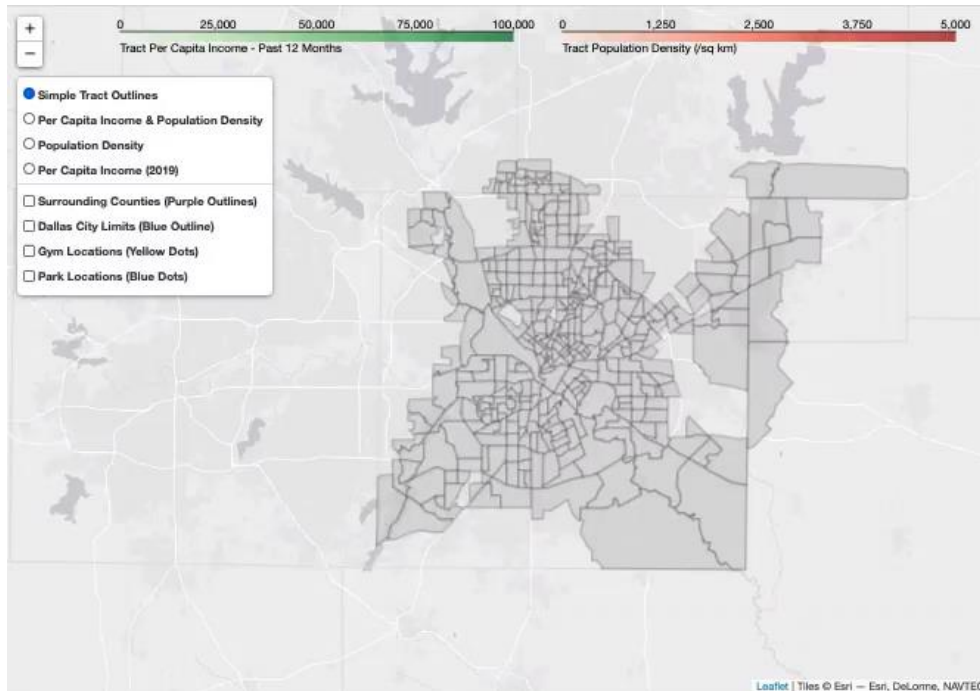 +
−
0 25,000 50,000 75,000 100,000
Tract Per Capita Income - Past 12 Months
0 1,250 2,500 3,750 5,000
Tract Population Density (/sq km)
Simple Tract Outlines
Per Capita Income & Population Density
Population Density
Per Capita Income (2019)
Surrounding Counties (Purple Outlines)
Dallas City Limits (Blue Outline)
Gym Locations (Yellow Dots)
Park Locations (Blue Dots)
Leaflet | Tiles © Esri — Esri, DeLorme, NAVTEQ